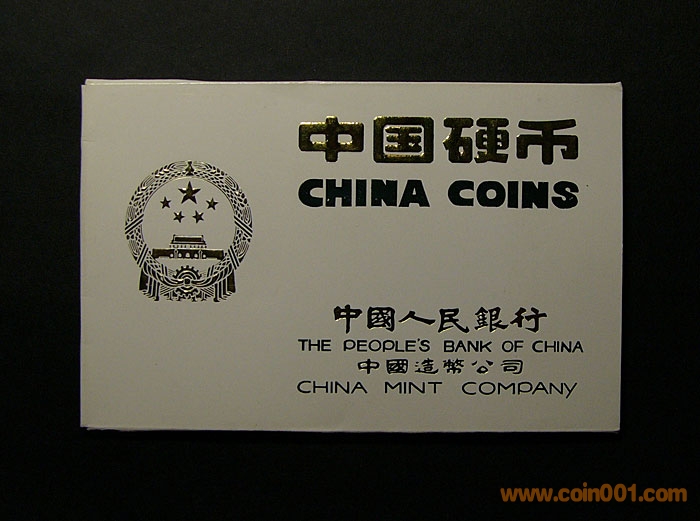 中国硬币
CHINA COINS
中國人民銀行
THE PEOPLE'S BANK OF CHINA
中國造幣公司
CHINA MINT COMPANY
www.coin001.com